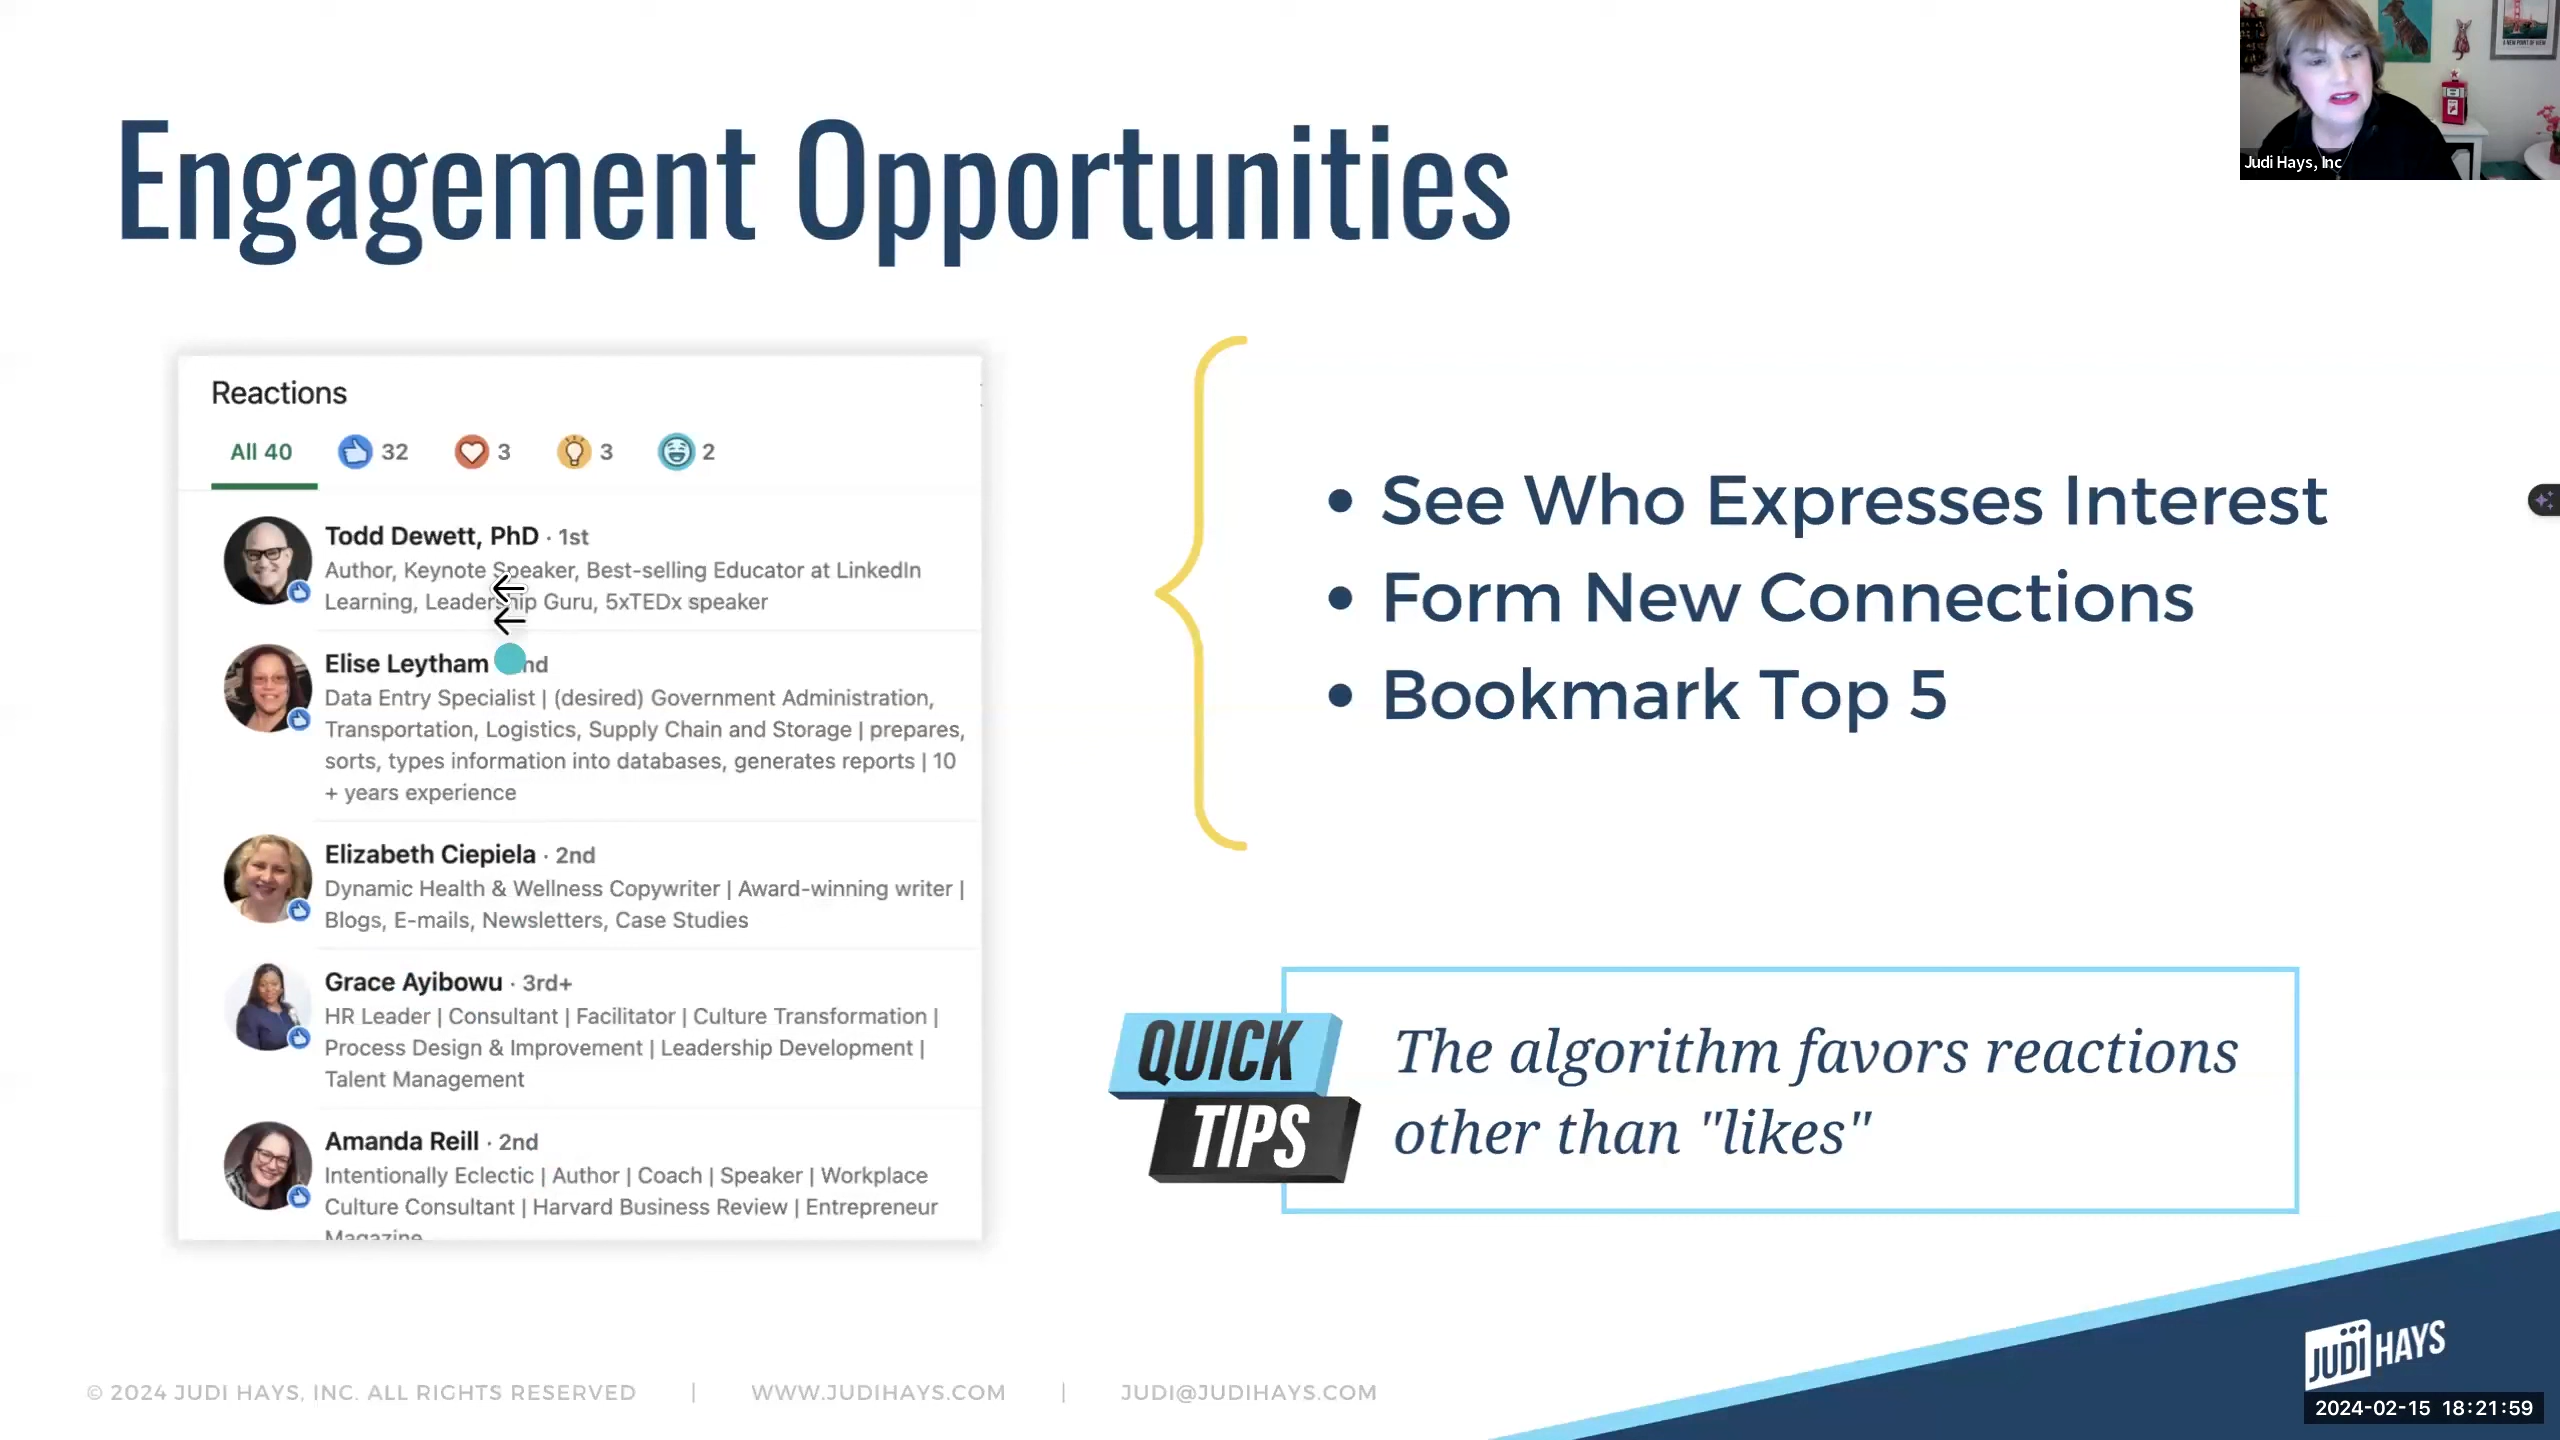 Engagement Opportunities
Judi Hays, Inc
A NEW POINT OF VIEW
Reactions
All 40
32
3
3
2
Todd Dewett, PhD · 1st
Author, Keynote Speaker, Best-selling Educator at LinkedIn
Learning, Leadership Guru, 5xTEDx speaker
Elise Leytham nd
Data Entry Specialist | (desired) Government Administration,
Transportation, Logistics, Supply Chain and Storage | prepares,
sorts, types information into databases, generates reports | 10
+ years experience
Elizabeth Ciepiela · 2nd
Dynamic Health & Wellness Copywriter | Award-winning writer |
Blogs, E-mails, Newsletters, Case Studies
Grace Ayibowu · 3rd+
HR Leader | Consultant | Facilitator | Culture Transformation |
Process Design & Improvement | Leadership Development |
Talent Management
Amanda Reill · 2nd
Intentionally Eclectic | Author | Coach | Speaker | Workplace
Culture Consultant | Harvard Business Review | Entrepreneur
Magazine
• See Who Expresses Interest
• Form New Connections
• Bookmark Top 5
QUICK
TIPS
The algorithm favors reactions
other than "likes"
© 2024 JUDI HAYS, INC. ALL RIGHTS RESERVED | WWW.JUDIHAYS.COM | JUDI@JUDIHAYS.COM
JUDI HAYS
2024-02-15 18:21:59